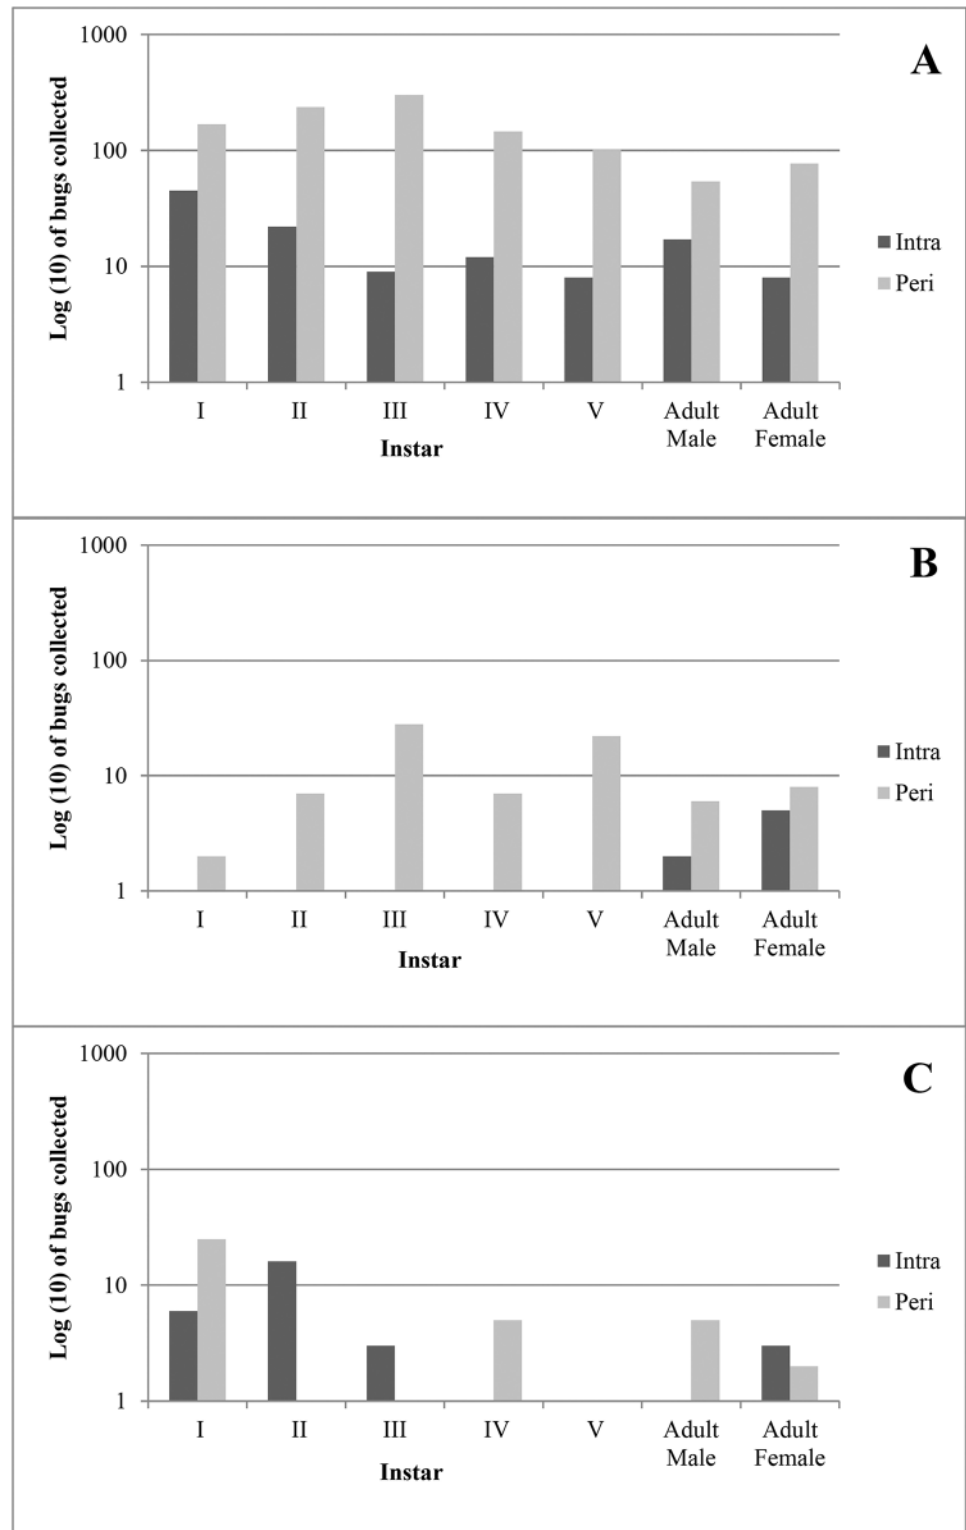 A
Log (10) of bugs collected
1000
100
10
1
I II III IV V Adult Male Adult Female
Instar
Intra
Peri
B
Log (10) of bugs collected
1000
100
10
1
I II III IV V Adult Male Adult Female
Instar
Intra
Peri
C
Log (10) of bugs collected
1000
100
10
1
I II III IV V Adult Male Adult Female
Instar
Intra
Peri